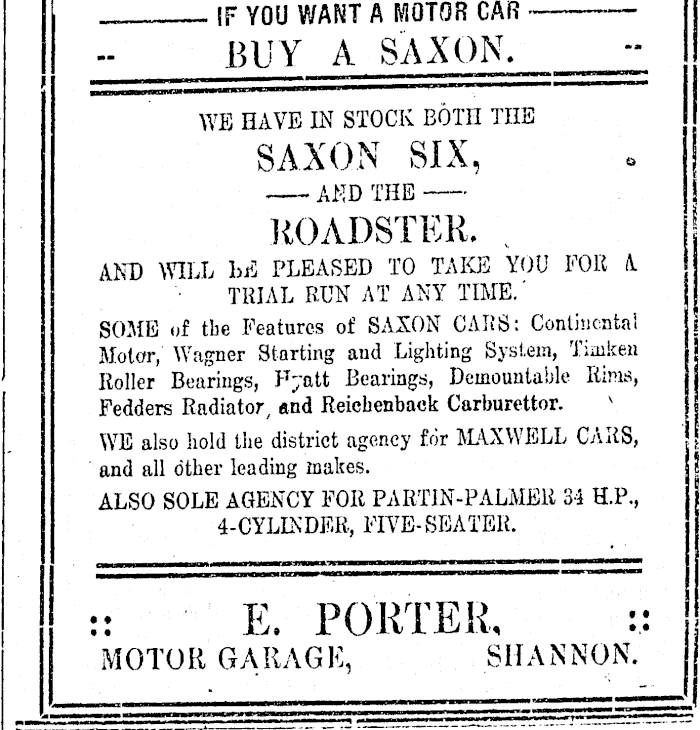 IF YOU WANT A MOTOR CAR
BUY A SAXON.
WE HAVE IN STOCK BOTH THE
SAXON SIX,
AND THE
ROADSTER.
AND WILL BE PLEASED TO TAKE YOU FOR A
TRIAL RUN AT ANY TIME.
SOME of the Features of SAXON CARS: Continental
Motor, Wagner Starting and Lighting System, Timken
Roller Bearings, Hyatt Bearings, Demountable Rims,
Fedders Radiator, and Reichenback Carburettor.
WE also hold the district agency for MAXWELL CARS,
and all other leading makes.
ALSO SOLE AGENCY FOR PARTIN-PALMER 34 H.P.,
4-CYLINDER, FIVE-SEATER.
:: E. PORTER, ::
MOTOR GARAGE, SHANNON.